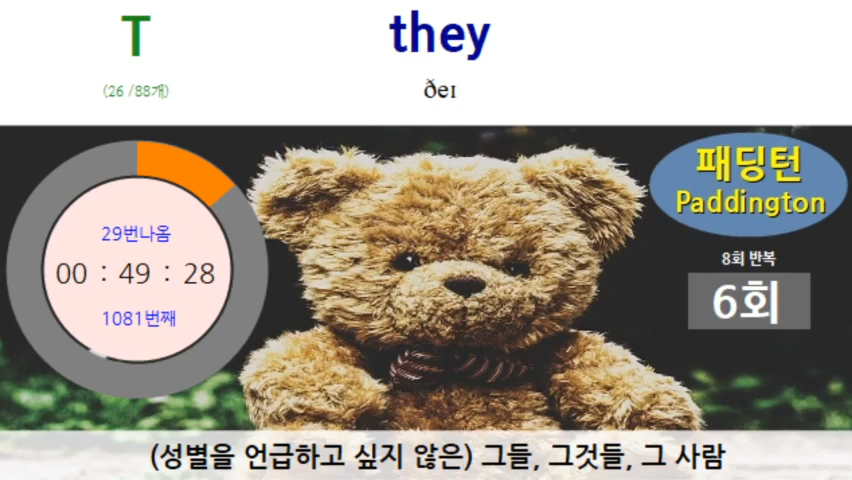 T
they
(26 /88개)
ðeɪ
패딩턴
Paddington
29번나옴
00 : 49 : 28
1081번째
8회 반복
6회
(성별을 언급하고 싶지 않은) 그들, 그것들, 그 사람